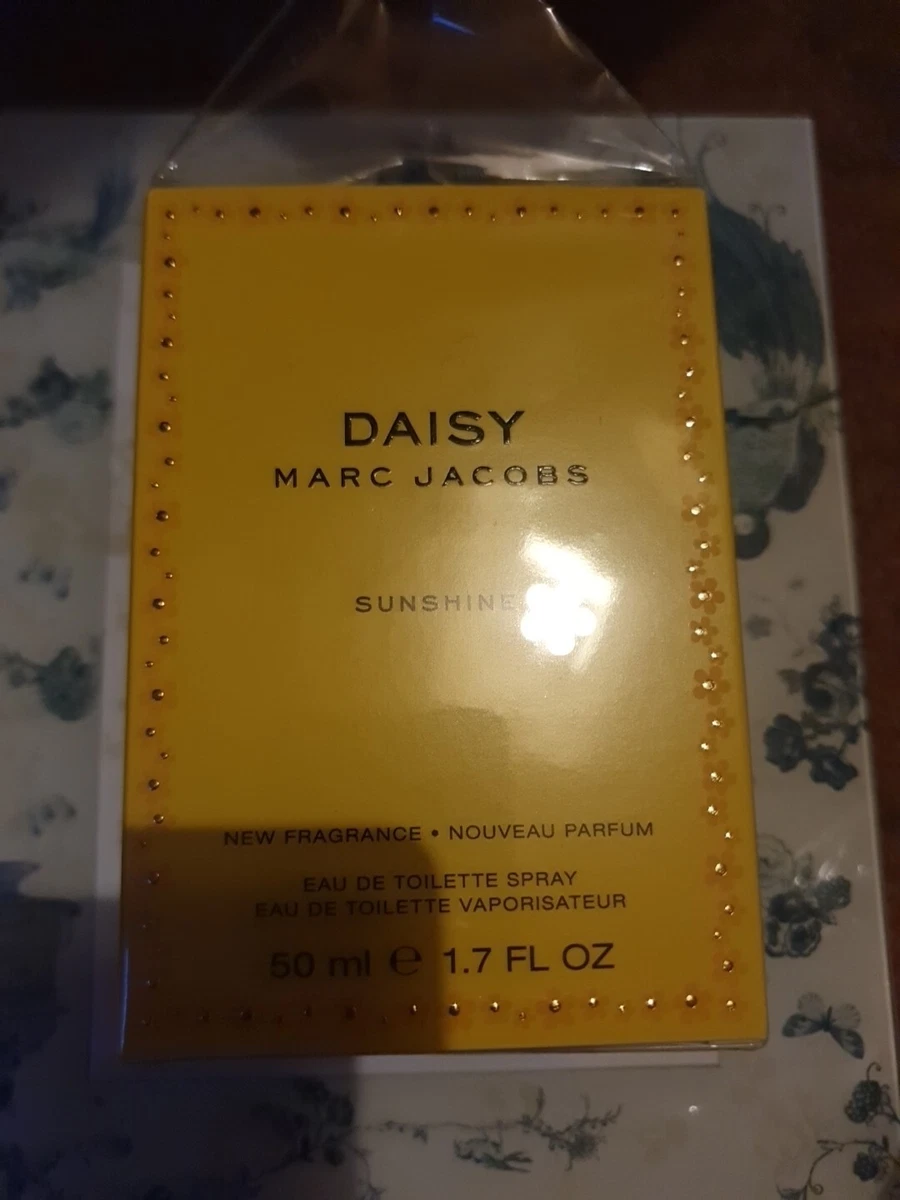 DAISY
MARC JACOBS
SUNSHINE
NEW FRAGRANCE • NOUVEAU PARFUM
EAU DE TOILETTE SPRAY
EAU DE TOILETTE VAPORISATEUR
50 ml ℮ 1.7 FL OZ